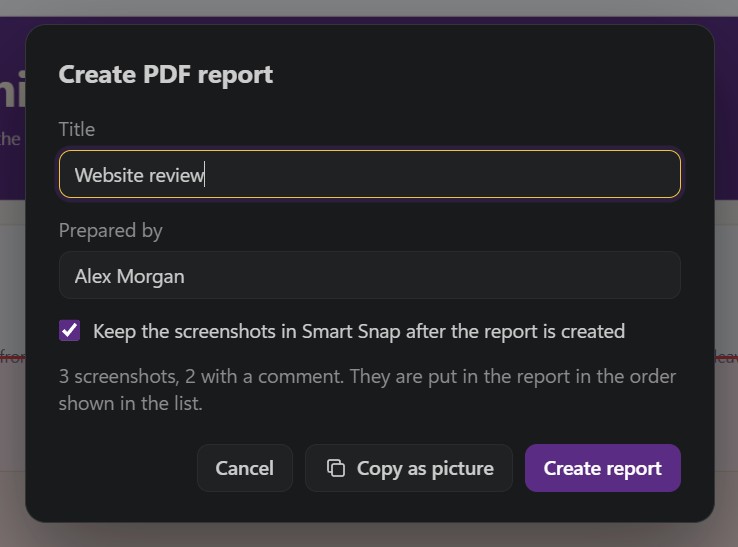 Create PDF report
Title
Website review
Prepared by
Alex Morgan
Keep the screenshots in Smart Snap after the report is created
3 screenshots, 2 with a comment. They are put in the report in the order
shown in the list.
Cancel
Copy as picture
Create report